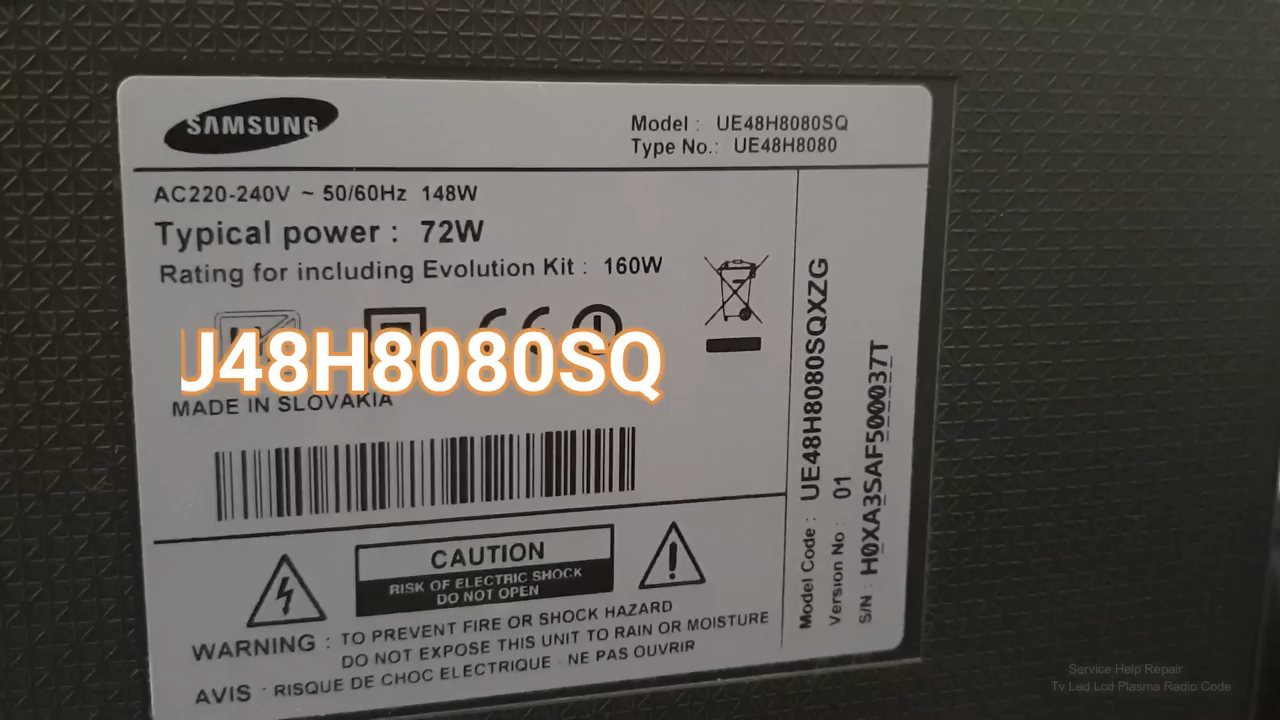 SAMSUNG
Model : UE48H8080SQ
Type No.: UE48H8080
AC220-240V ~ 50/60Hz 148W
Typical power : 72W
Rating for including Evolution Kit : 160W
J48H8080SQ
MADE IN SLOVAKIA
CAUTION
RISK OF ELECTRIC SHOCK
DO NOT OPEN
WARNING : TO PREVENT FIRE OR SHOCK HAZARD
DO NOT EXPOSE THIS UNIT TO RAIN OR MOISTURE
AVIS : RISQUE DE CHOC ELECTRIQUE · NE PAS OUVRIR
Model Code : UE48H8080SQXZG
Version No : 01
S/N : H0XA3SAF500037T
Service Help Repair
Tv Led Lcd Plasma Radio Code